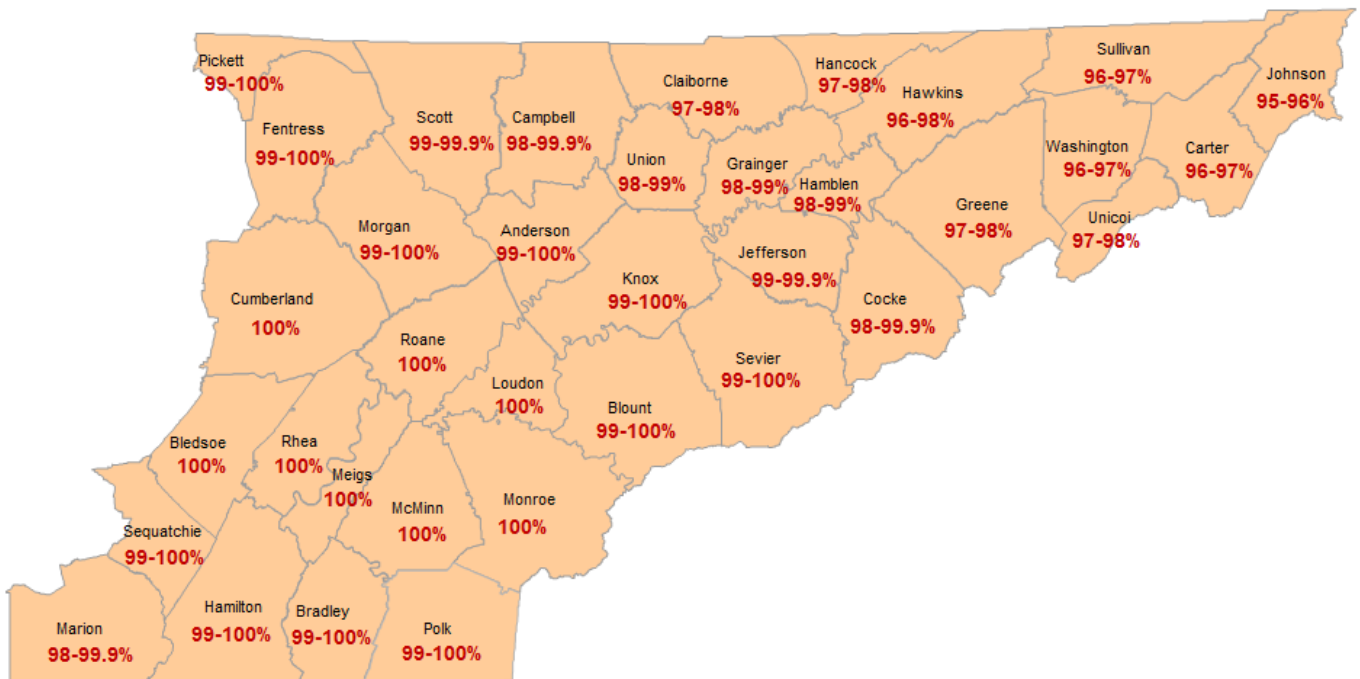 Pickett
99-100%
Fentress
99-100%
Scott
99-99.9%
Campbell
98-99.9%
Claiborne
97-98%
Hancock
97-98%
Hawkins
96-98%
Sullivan
96-97%
Johnson
95-96%
Union
98-99%
Grainger
98-99%
Hamblen
98-99%
Greene
97-98%
Washington
96-97%
Carter
96-97%
Unicoi
97-98%
Morgan
99-100%
Anderson
99-100%
Knox
99-100%
Jefferson
99-99.9%
Cocke
98-99.9%
Cumberland
100%
Roane
100%
Loudon
100%
Blount
99-100%
Sevier
99-100%
Bledsoe
100%
Rhea
100%
Meigs
100%
McMinn
100%
Monroe
100%
Sequatchie
99-100%
Marion
98-99.9%
Hamilton
99-100%
Bradley
99-100%
Polk
99-100%